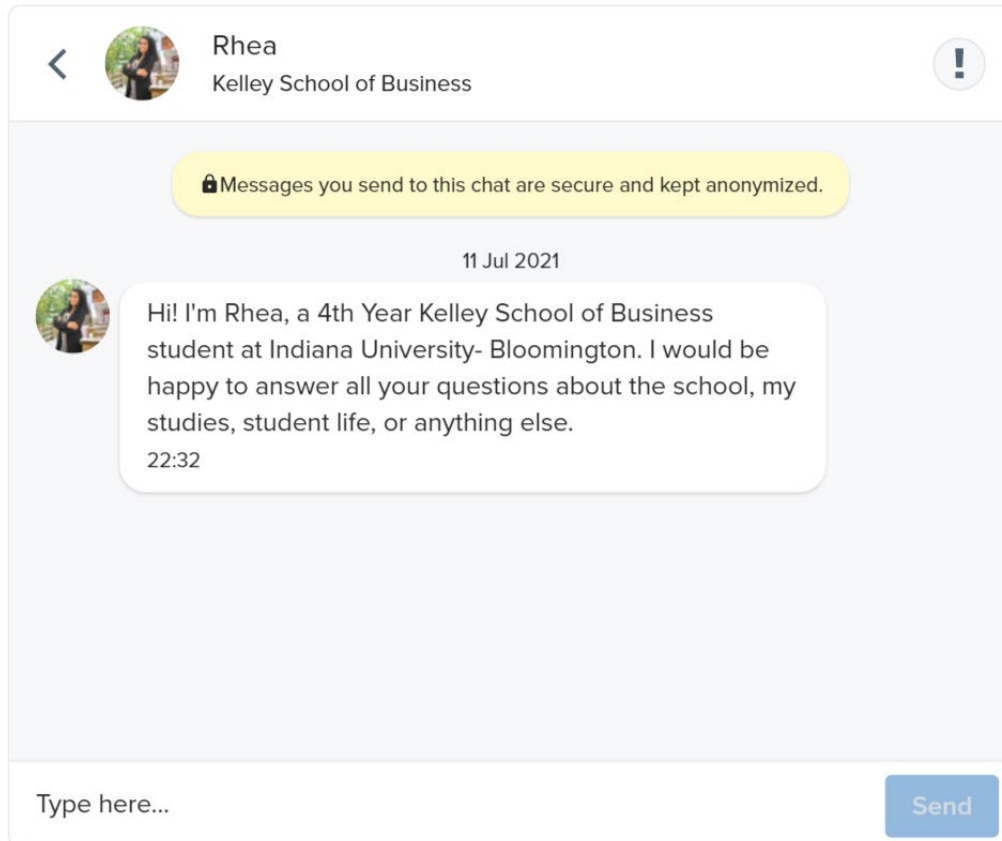 Rhea
Kelley School of Business
!
Messages you send to this chat are secure and kept anonymized.
11 Jul 2021
Hi! I'm Rhea, a 4th Year Kelley School of Business
student at Indiana University- Bloomington. I would be
happy to answer all your questions about the school, my
studies, student life, or anything else.
22:32
Type here...
Send